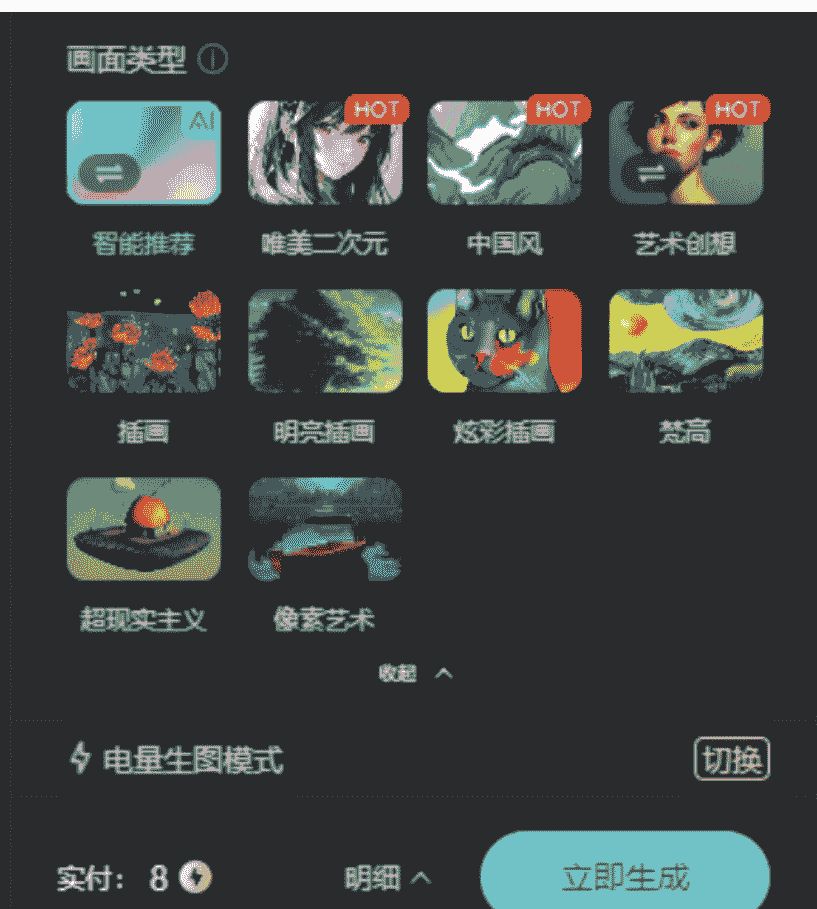 画面类型
AI HOT HOT HOT
智能推荐 唯美二次元 中国风 艺术创想
插画 明亮插画 炫彩插画 梵高
超现实主义 像素艺术
收起
电量生图模式 切换
实付: 8 明细 立即生成